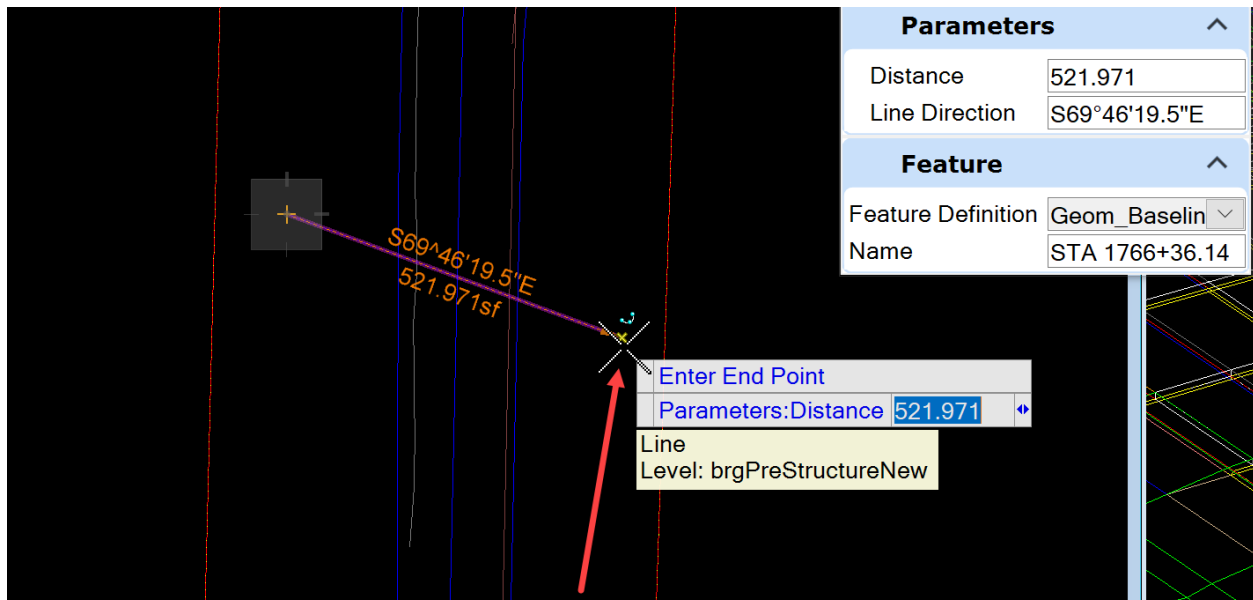 Parameters
Distance 521.971
Line Direction S69°46'19.5"E
Feature
Feature Definition Geom_Baselin
Name STA 1766+36.14
S69^46'19.5"E
521.971sf
Enter End Point
Parameters:Distance 521.971
Line
Level: brgPreStructureNew